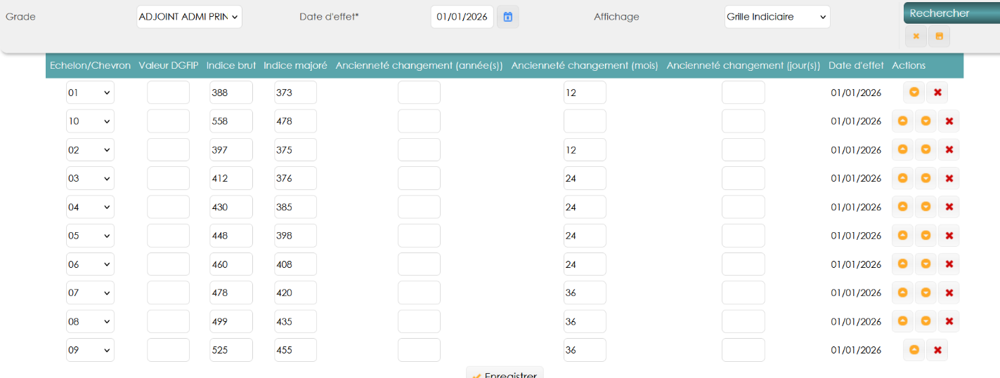 Grade ADJOINT ADMI PRIN Date d'effet* 01/01/2026 Affichage Grille Indiciaire Rechercher
Echelon/Chevron Valeur DGFIP Indice brut Indice majoré Ancienneté changement (année(s)) Ancienneté changement (mois) Ancienneté changement (jour(s)) Date d'effet Actions
01 388 373 12 01/01/2026
10 558 478 01/01/2026
02 397 375 12 01/01/2026
03 412 376 24 01/01/2026
04 430 385 24 01/01/2026
05 448 398 24 01/01/2026
06 460 408 24 01/01/2026
07 478 420 36 01/01/2026
08 499 435 36 01/01/2026
09 525 455 36 01/01/2026
Enregistrer